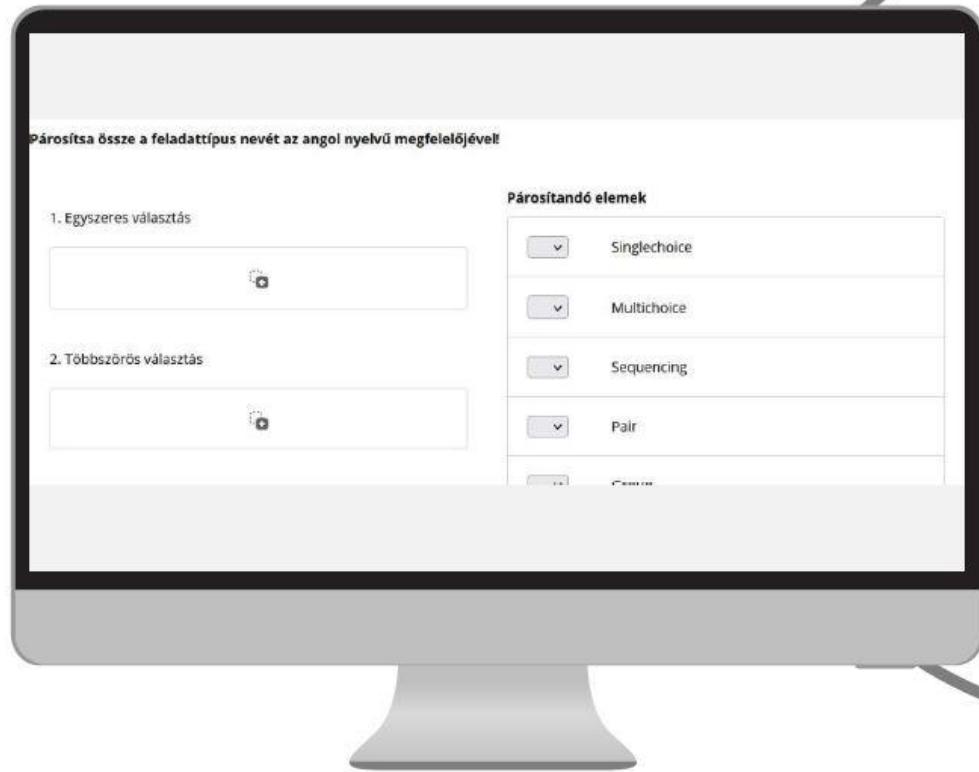 Párosítsa össze a feladattípus nevét az angol nyelvű megfelelőjével!
1. Egyszeres választás
2. Többszörös választás
Párosítandó elemek
Singlechoice
Multichoice
Sequencing
Pair